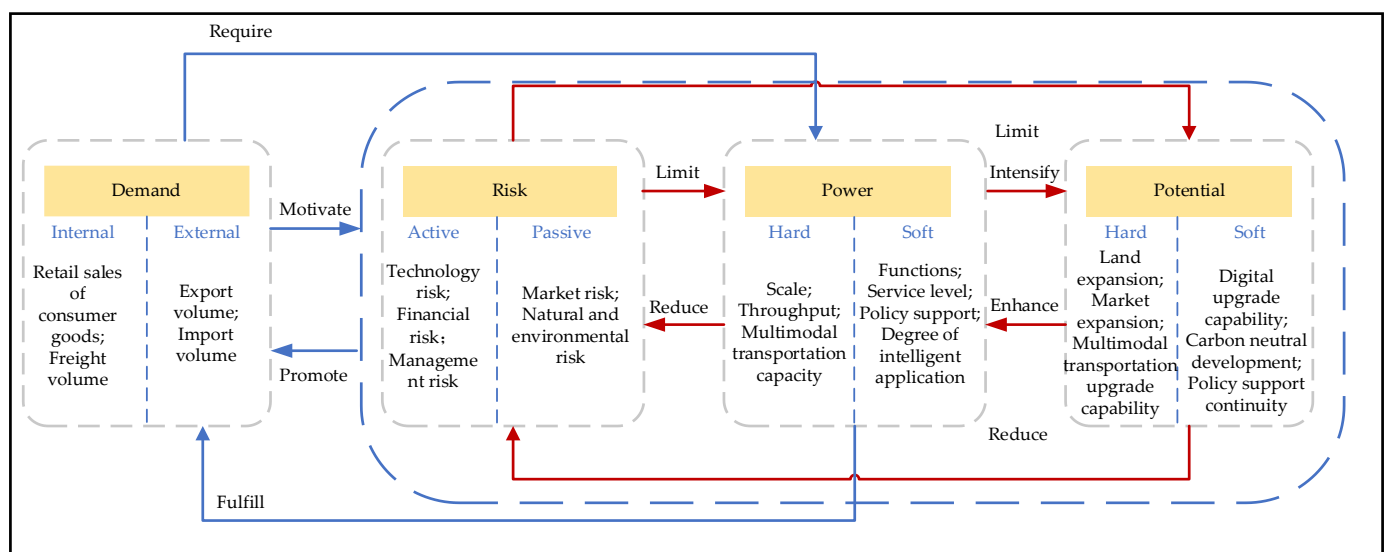 Require
Limit
Demand
Internal
External
Retail sales
of
consumer
goods;
Freight
volume
Export
volume;
Import
volume
Motivate
Promote
Risk
Active
Passive
Technology
risk;
Financial
risk；
Manageme
nt risk
Market risk;
Natural and
environmental
risk
Limit
Reduce
Power
Hard
Soft
Scale;
Throughput;
Multimodal
transportation
capacity
Functions;
Service level;
Policy support;
Degree of
intelligent
application
Intensify
Enhance
Potential
Hard
Soft
Land
expansion;
Market
expansion;
Multimodal
transportation
upgrade
capability
Digital
upgrade
capability;
Carbon neutral
development;
Policy support
continuity
Reduce
Fulfill